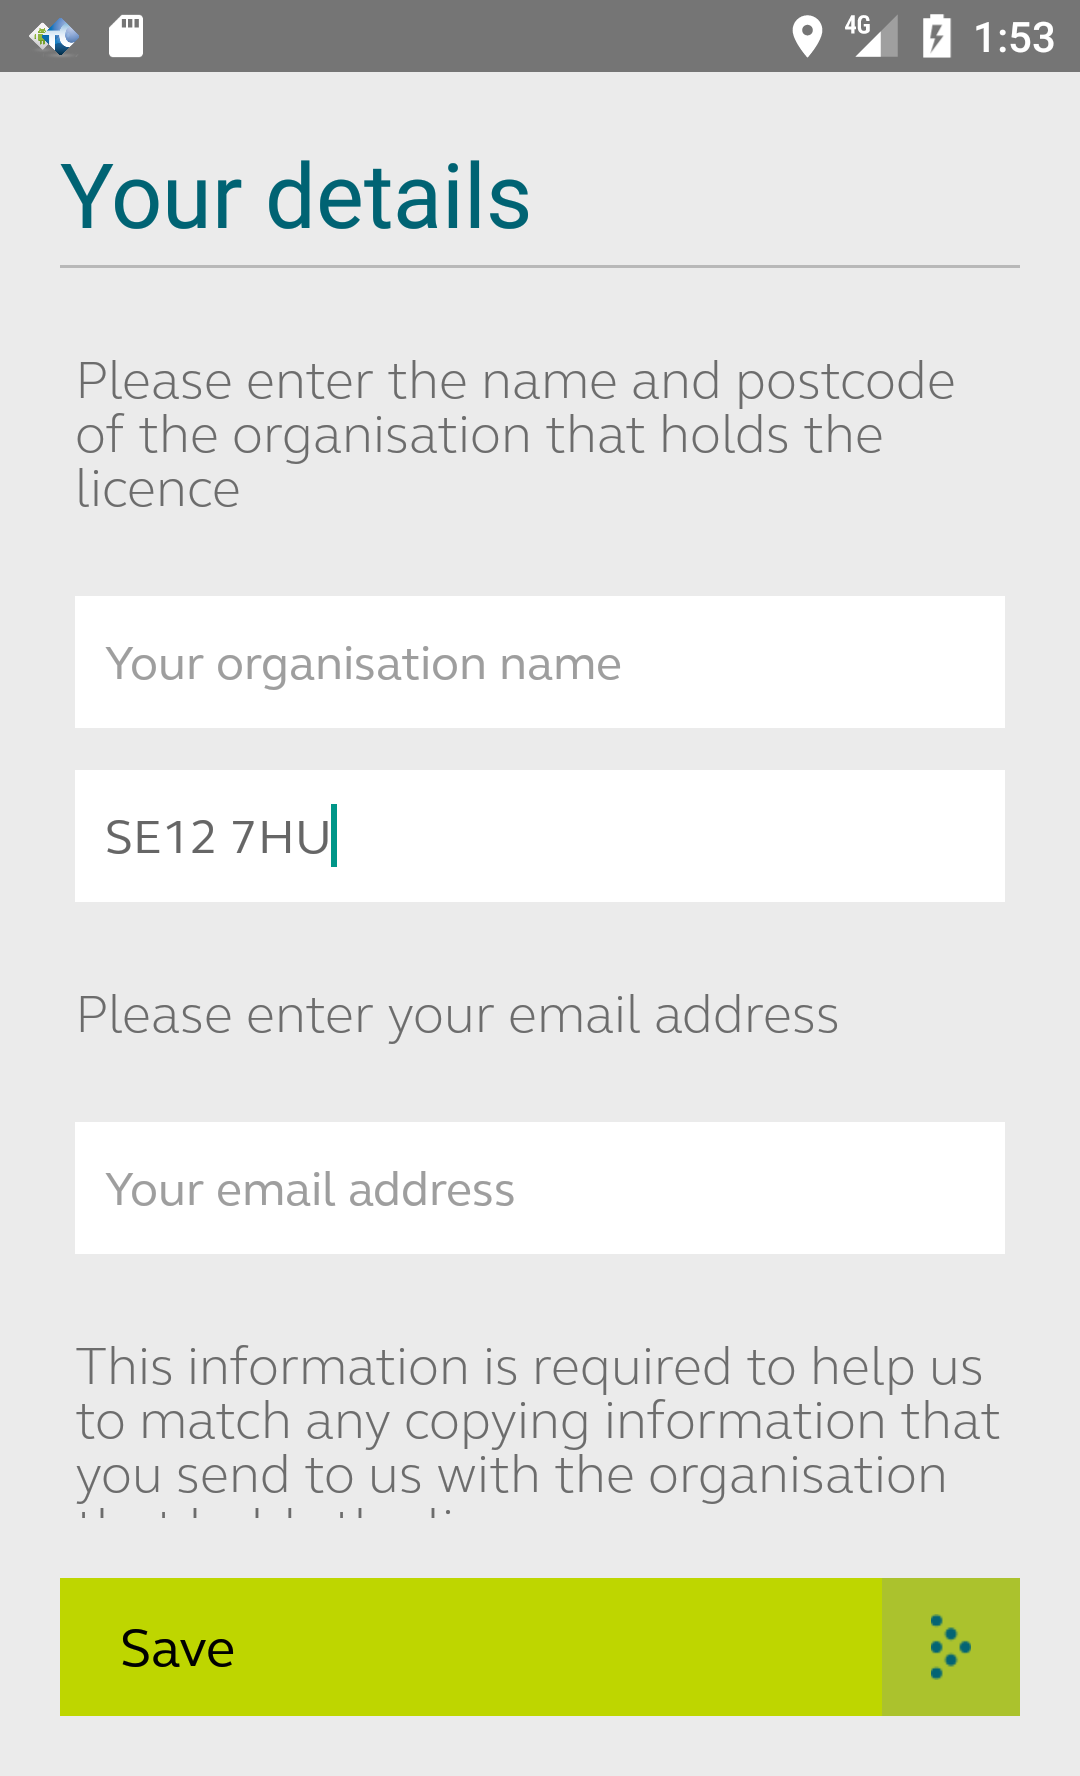 4G 1:53
Your details
Please enter the name and postcode
of the organisation that holds the
licence
Your organisation name
SE12 7HU
Please enter your email address
Your email address
This information is required to help us
to match any copying information that
you send to us with the organisation
Save